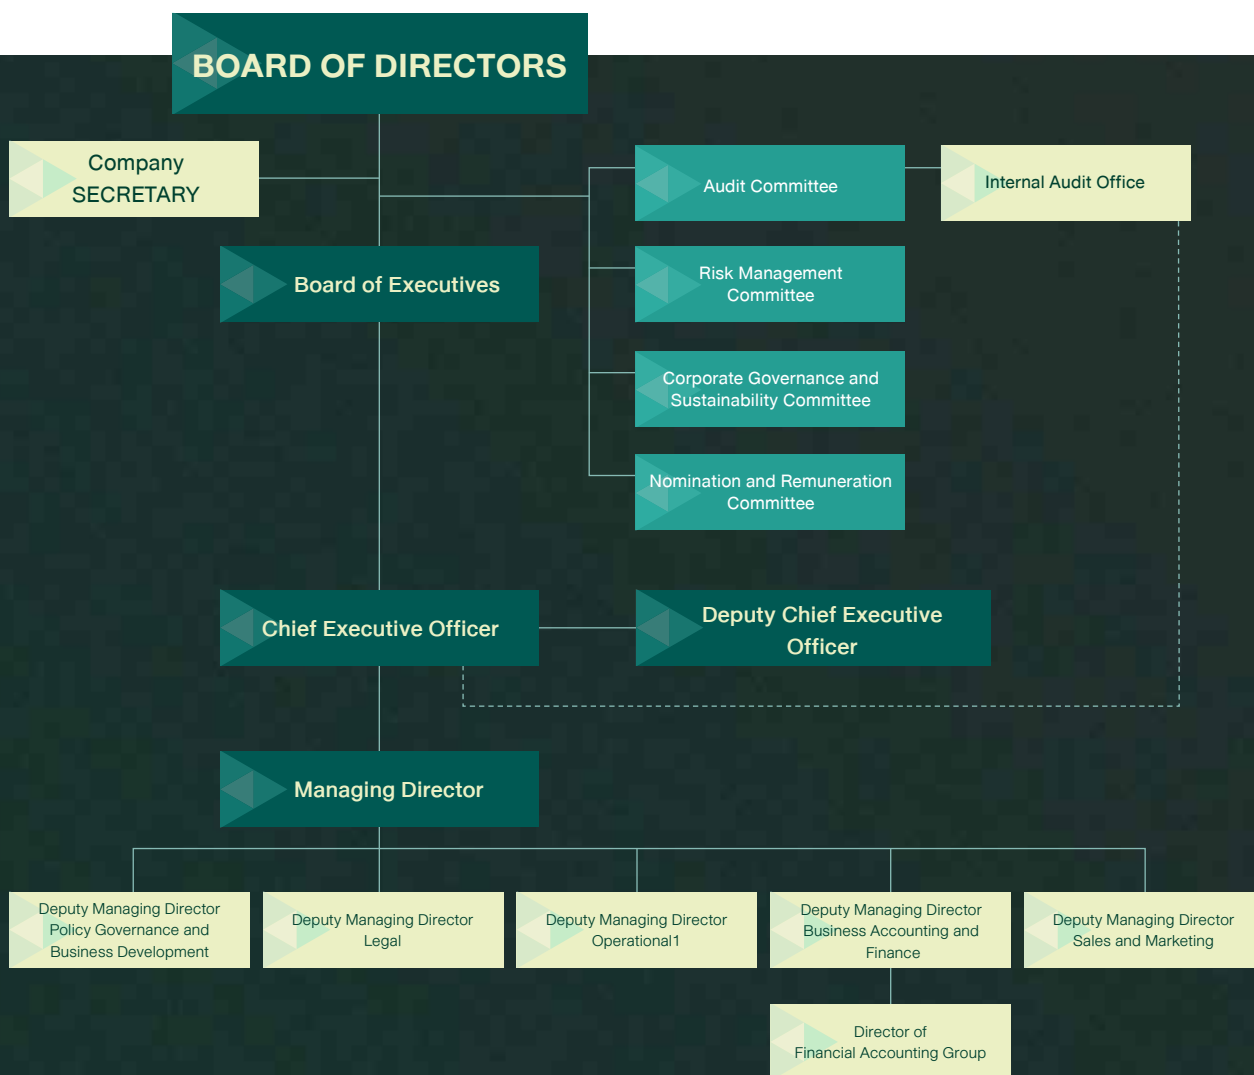 BOARD OF DIRECTORS
Company
SECRETARY
Audit Committee
Internal Audit Office
Board of Executives
Risk Management
Committee
Corporate Governance and
Sustainability Committee
Nomination and Remuneration
Committee
Chief Executive Officer
Deputy Chief Executive
Officer
Managing Director
Deputy Managing Director
Policy Governance and
Business Development
Deputy Managing Director
Legal
Deputy Managing Director
Operational1
Deputy Managing Director
Business Accounting and
Finance
Deputy Managing Director
Sales and Marketing
Director of
Financial Accounting Group